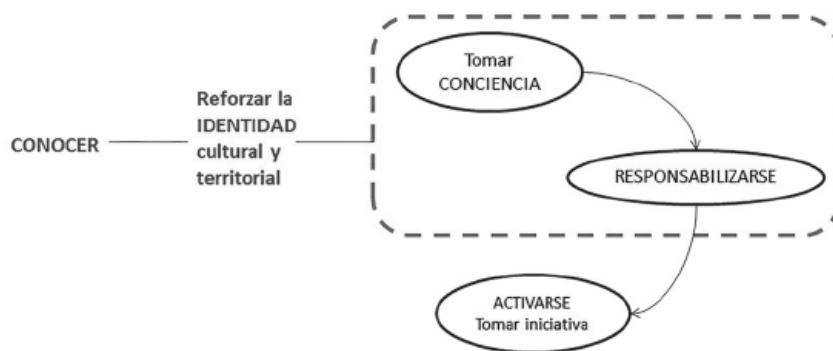 CONOCER
Reforzar la
IDENTIDAD
cultural y
territorial
Tomar
CONCIENCIA
RESPONSABILIZARSE
ACTIVARSE
Tomar iniciativa